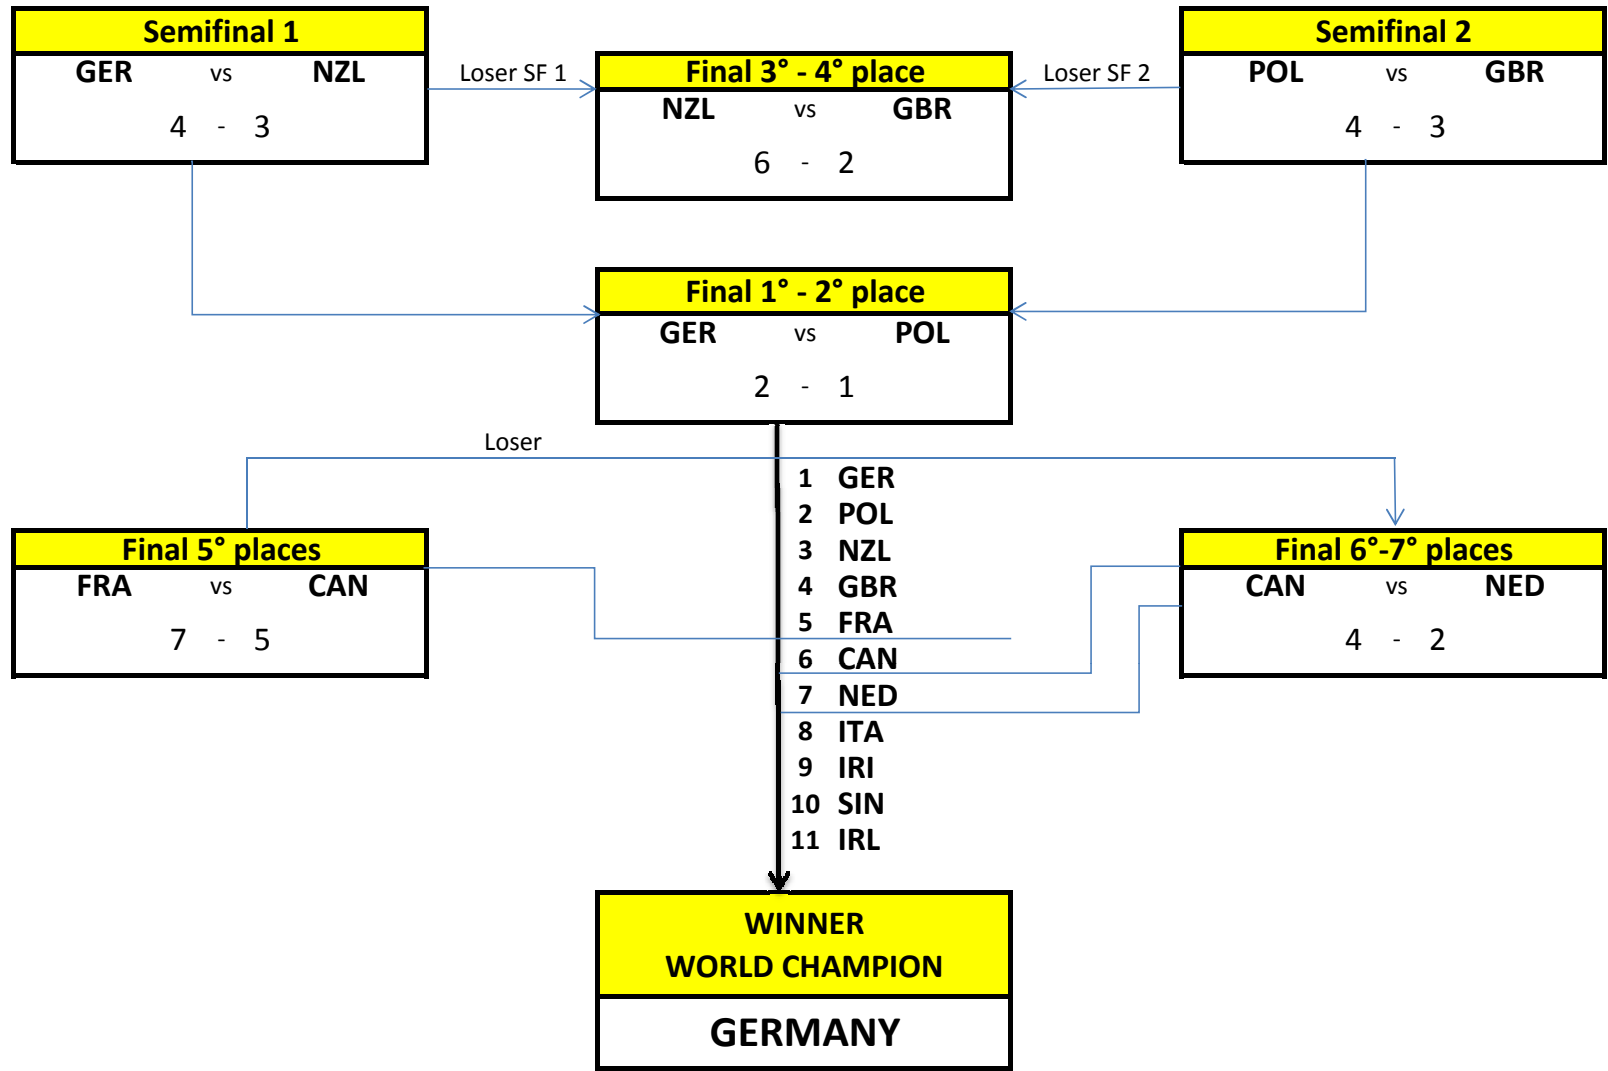 Semifinal 1
GER vs NZL
4 - 3
Loser SF 1
Final 3° - 4° place
NZL vs GBR
6 - 2
Loser SF 2
Semifinal 2
POL vs GBR
4 - 3
Final 1° - 2° place
GER vs POL
2 - 1
Loser
Final 5° places
FRA vs CAN
7 - 5
1 GER
2 POL
3 NZL
4 GBR
5 FRA
6 CAN
7 NED
8 ITA
9 IRI
10 SIN
11 IRL
Final 6°-7° places
CAN vs NED
4 - 2
WINNER
WORLD CHAMPION
GERMANY